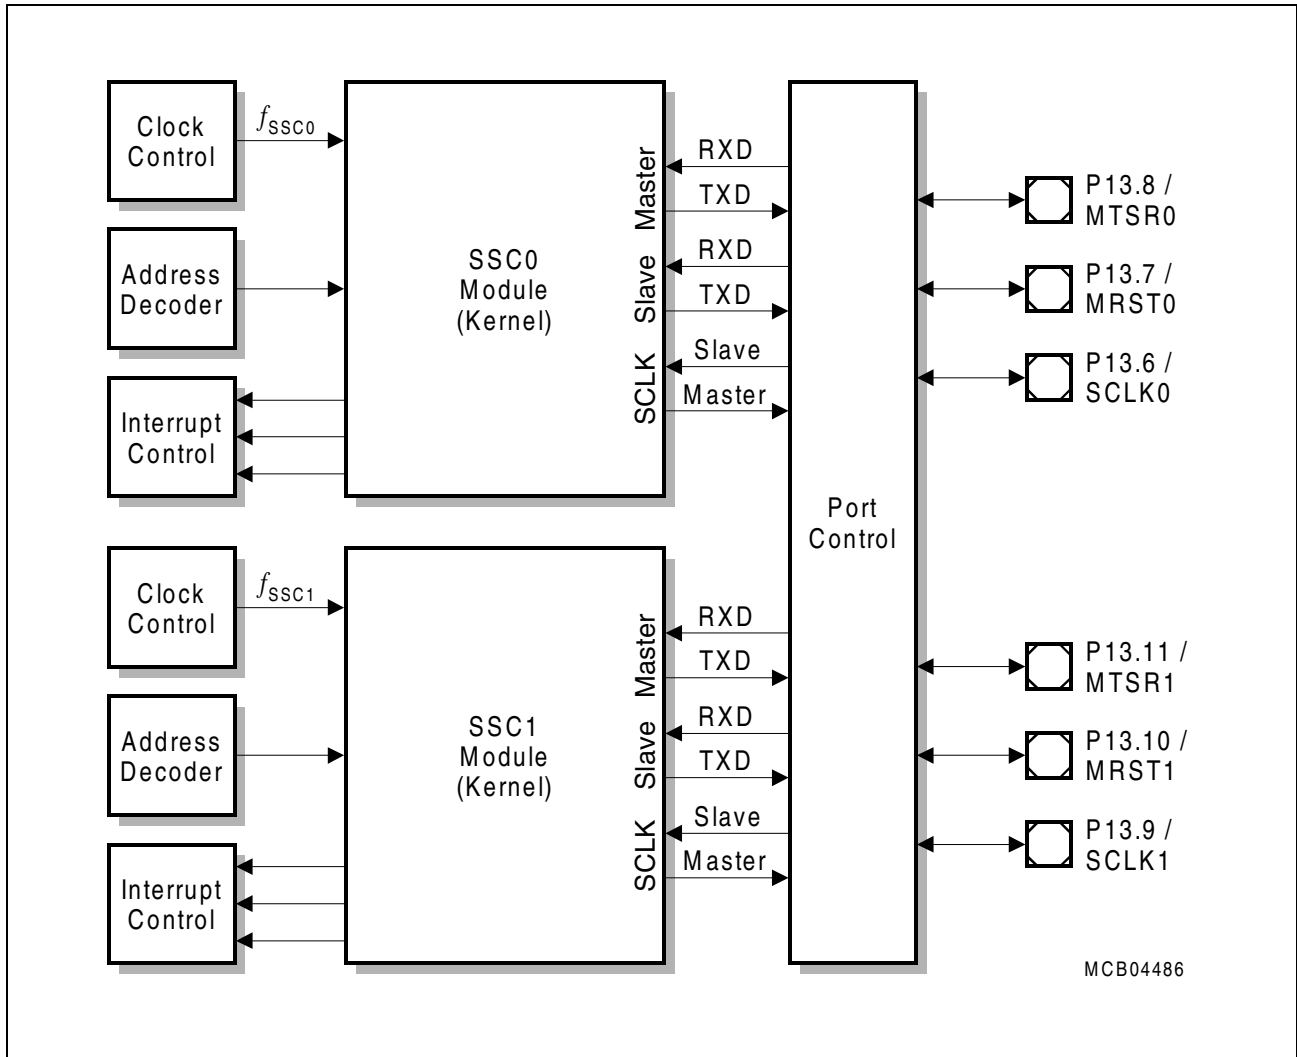 Clock
Control
fSSC0
Address
Decoder
Interrupt
Control
SSC0
Module
(Kernel)
Master
Slave
SCLK
RXD
TXD
RXD
TXD
Slave
Master
Port
Control
P13.8 /
MTSR0
P13.7 /
MRST0
P13.6 /
SCLK0
Clock
Control
fSSC1
Address
Decoder
Interrupt
Control
SSC1
Module
(Kernel)
Master
Slave
SCLK
RXD
TXD
RXD
TXD
Slave
Master
P13.11 /
MTSR1
P13.10 /
MRST1
P13.9 /
SCLK1
MCB04486